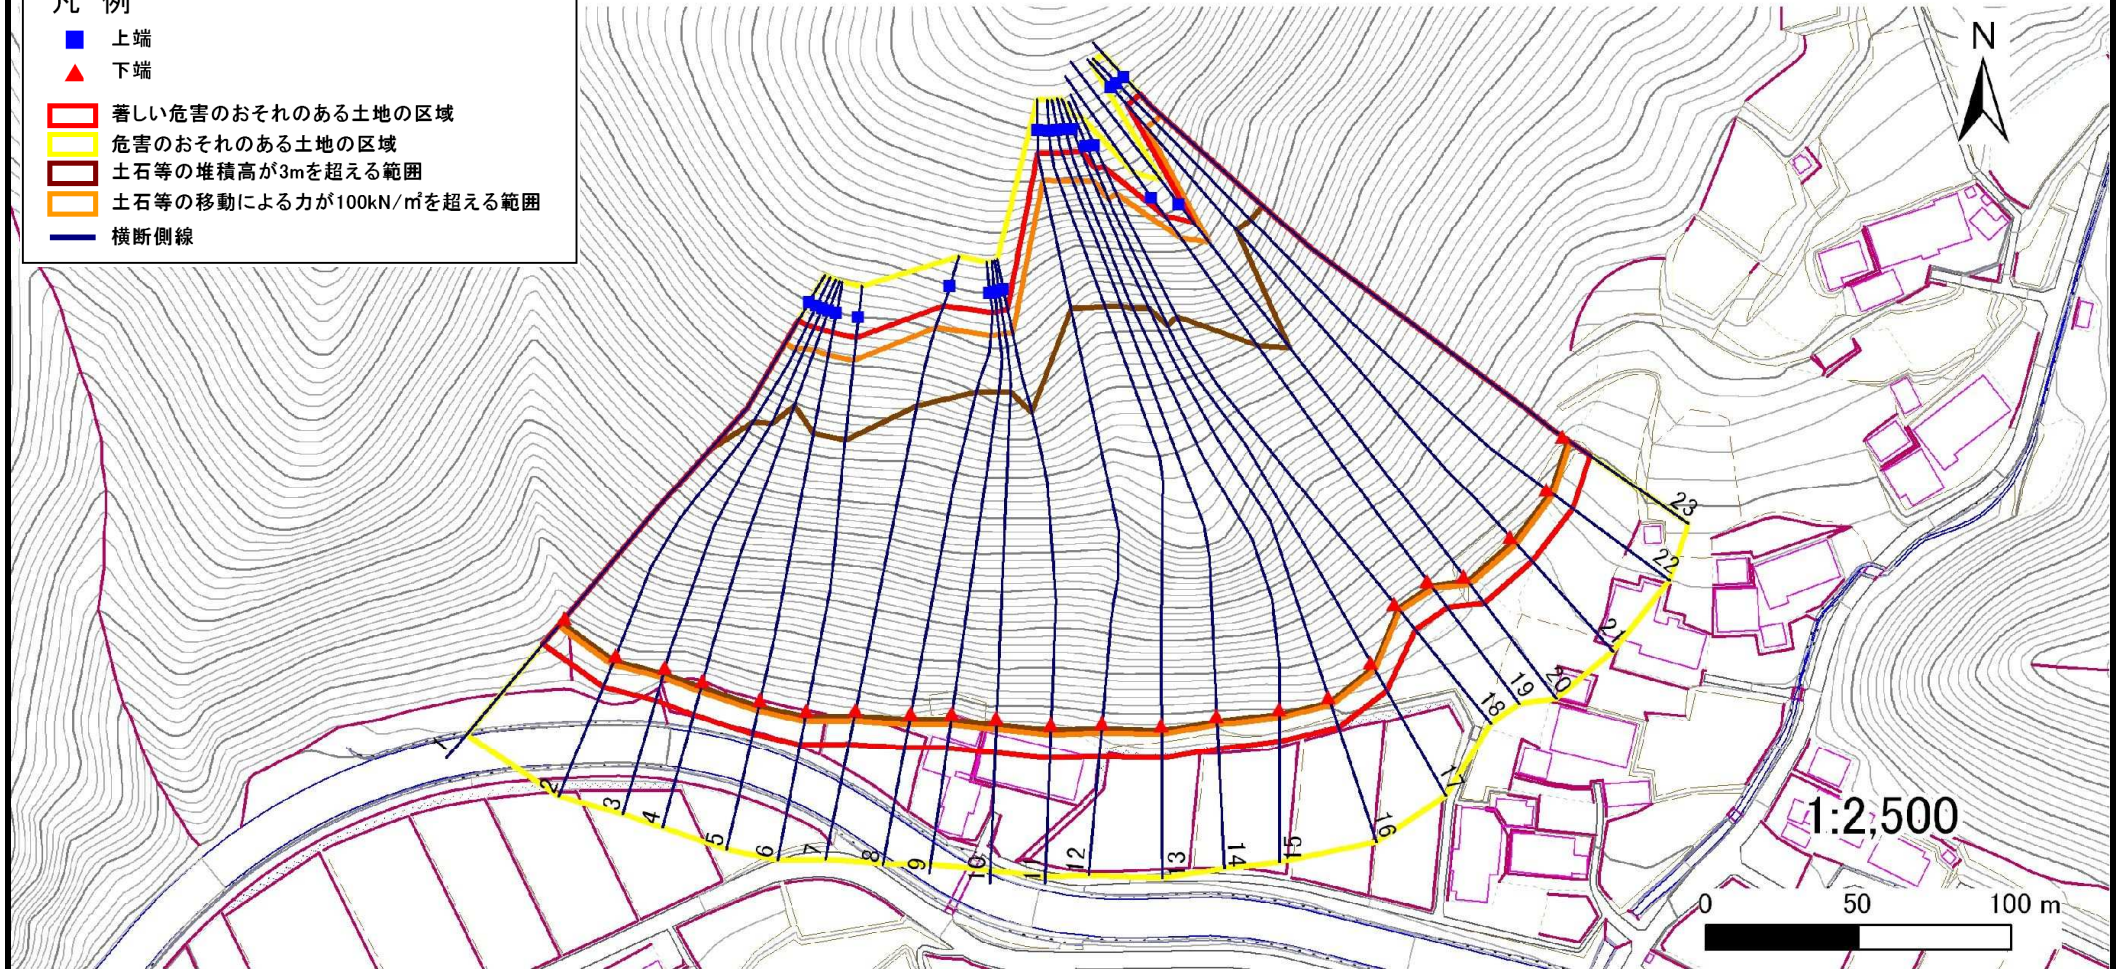 凡 例
上端
下端
著しい危害のおそれのある土地の区域
危害のおそれのある土地の区域
土石等の堆積高が3mを超える範囲
土石等の移動による力が100kN/㎡を超える範囲
横断側線
N
1
2
3
4
5
6
7
8
9
10
11
12
13
14
15
16
17
18
19
20
21
22
23
1:2,500
0 50 100 m